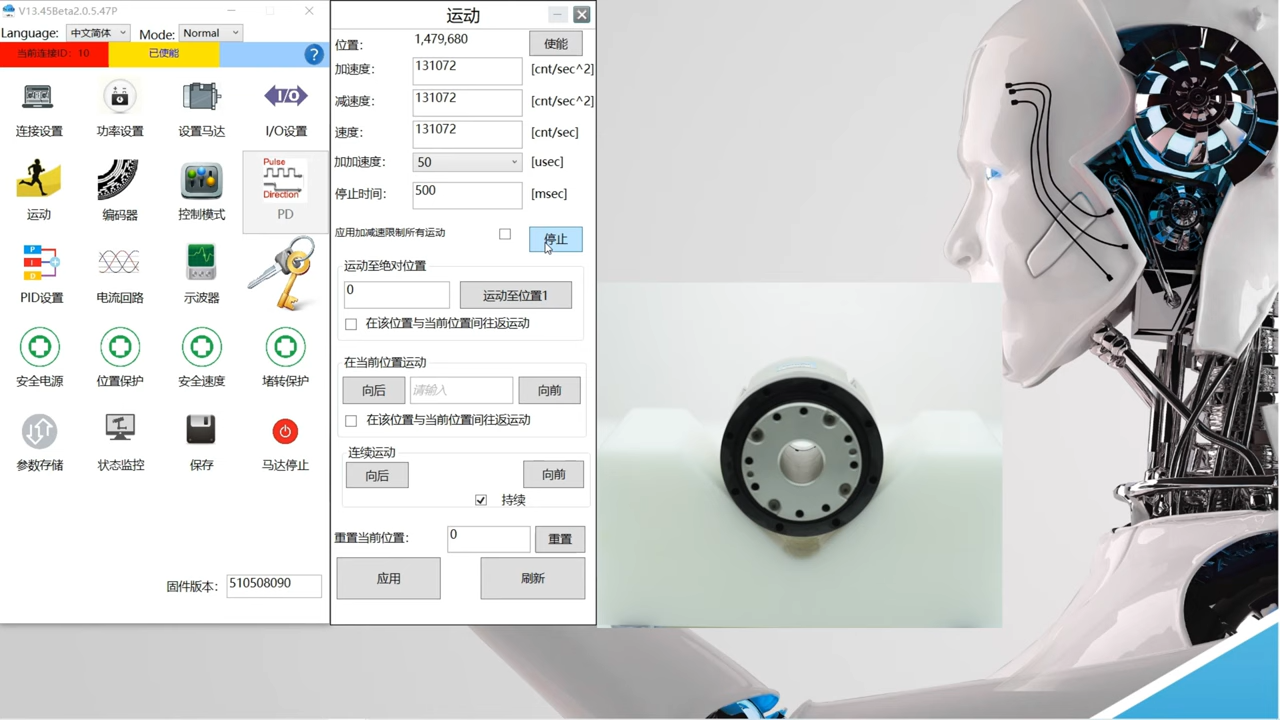 V13.45Beta2.0.5.47P
Language: 中文简体 Mode: Normal
当前连接ID: 10 已使能 ?
连接设置 功率设置 设置马达 I/O I/O设置
运动 编码器 控制模式 Pulse Direction PD
P I D PID设置 电流回路 示波器
安全电源 位置保护 安全速度 堵转保护
参数存储 状态监控 保存 马达停止
固件版本: 510508090
运动
位置: 1,479,680 使能
加速度: 131072 [cnt/sec^2]
减速度: 131072 [cnt/sec^2]
速度: 131072 [cnt/sec]
加加速度: 50 [usec]
停止时间: 500 [msec]
应用加减速限制所有运动 停止
运动至绝对位置
0 运动至位置1
在该位置与当前位置间往返运动
在当前位置运动
向后 请输入 向前
在该位置与当前位置间往返运动
连续运动
向后 向前
持续
重置当前位置: 0 重置
应用 刷新